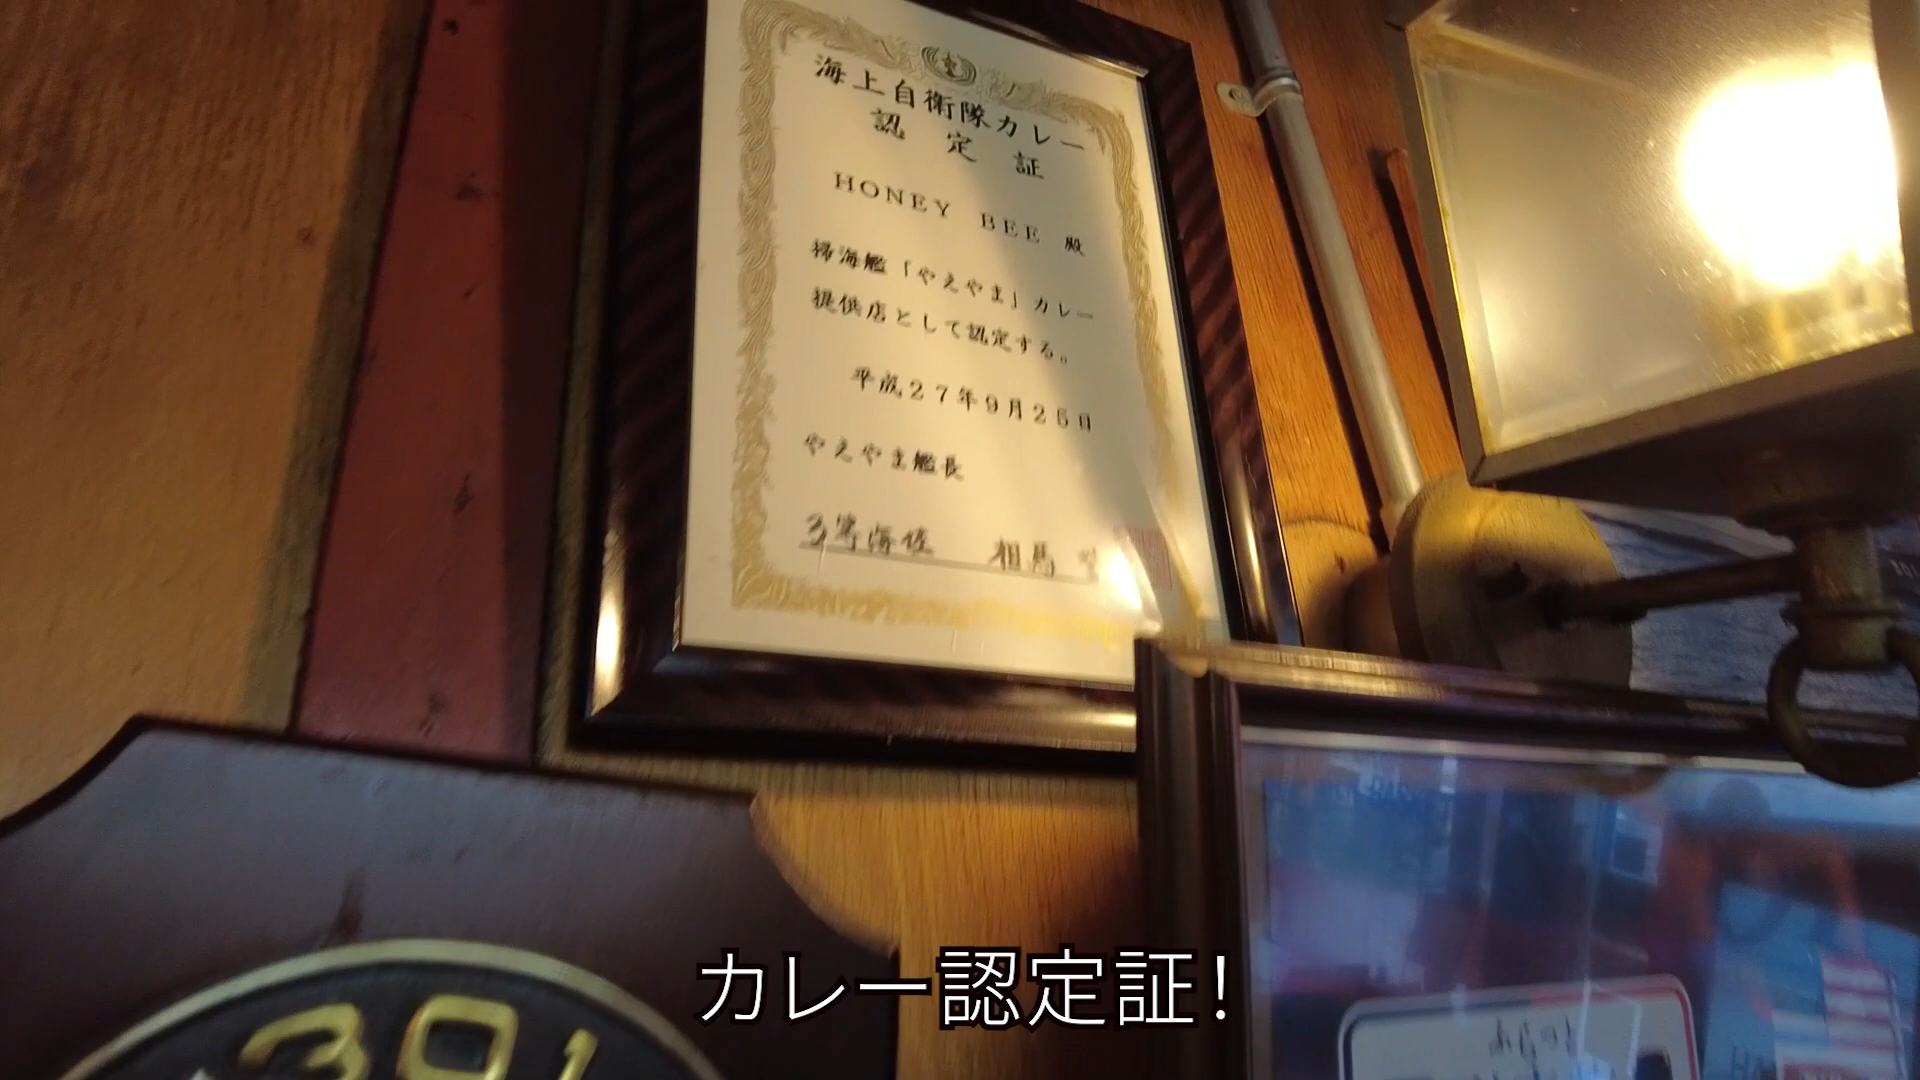 海上自衛隊カレー
認定証
HONEY BEE 殿
掃海艦「やえやま」カレー
提供店として認定する。
平成27年9月25日
やえやま艦長
3等海佐 相馬
301
カレー認定証!